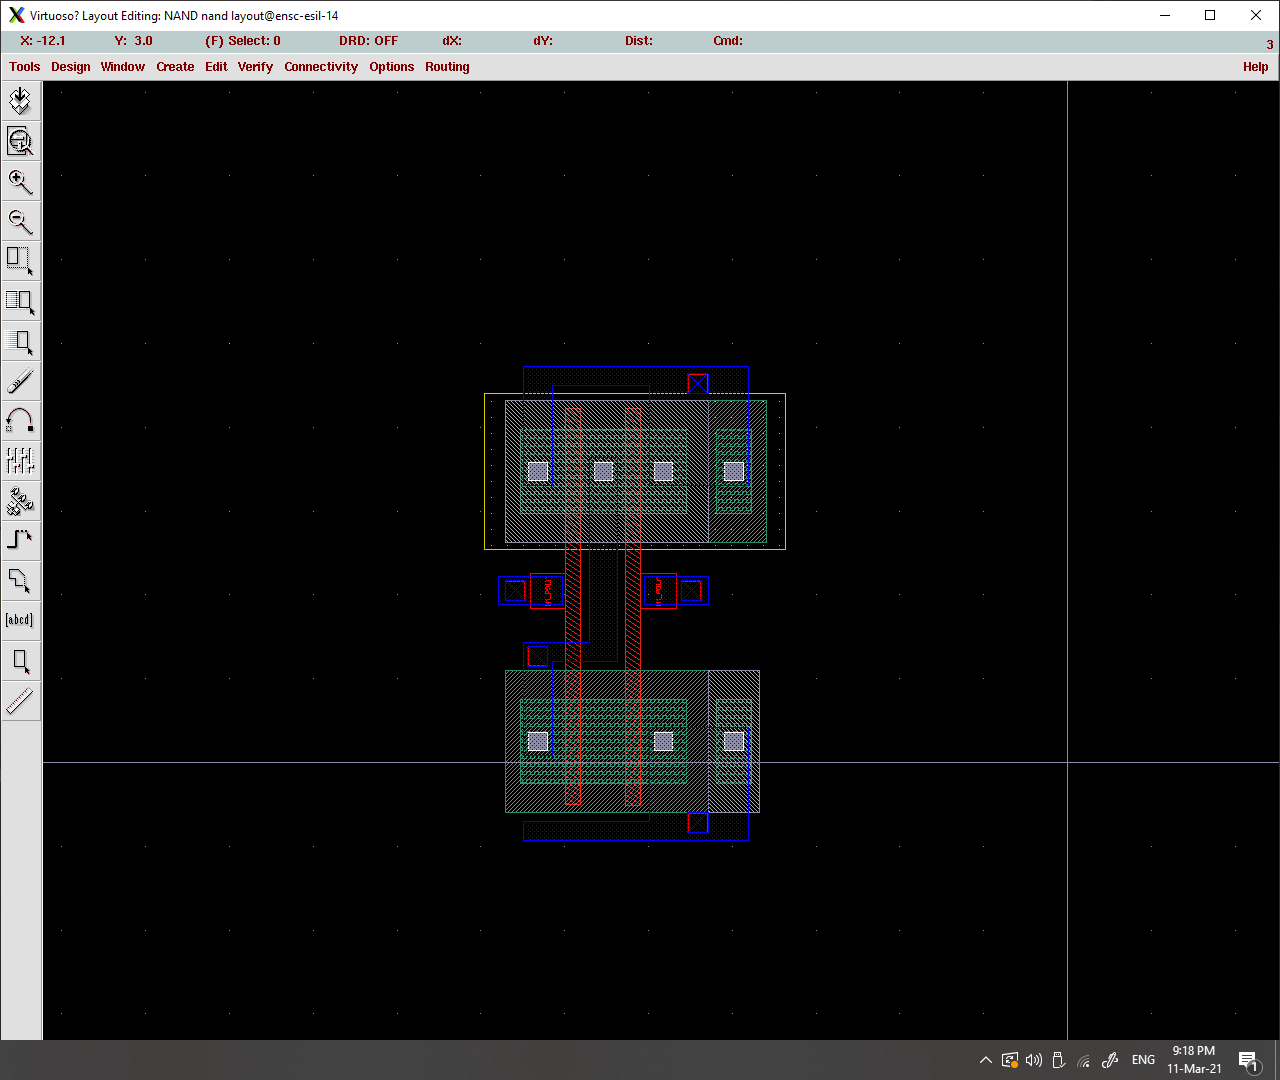 Virtuoso? Layout Editing: NAND nand layout@ensc-esil-14
X: -12.1 Y: 3.0 (F) Select: 0 DRD: OFF dX: dY: Dist: Cmd: 3
Tools Design Window Create Edit Verify Connectivity Options Routing Help
[abcd]
ENG
9:18 PM
11-Mar-21
1